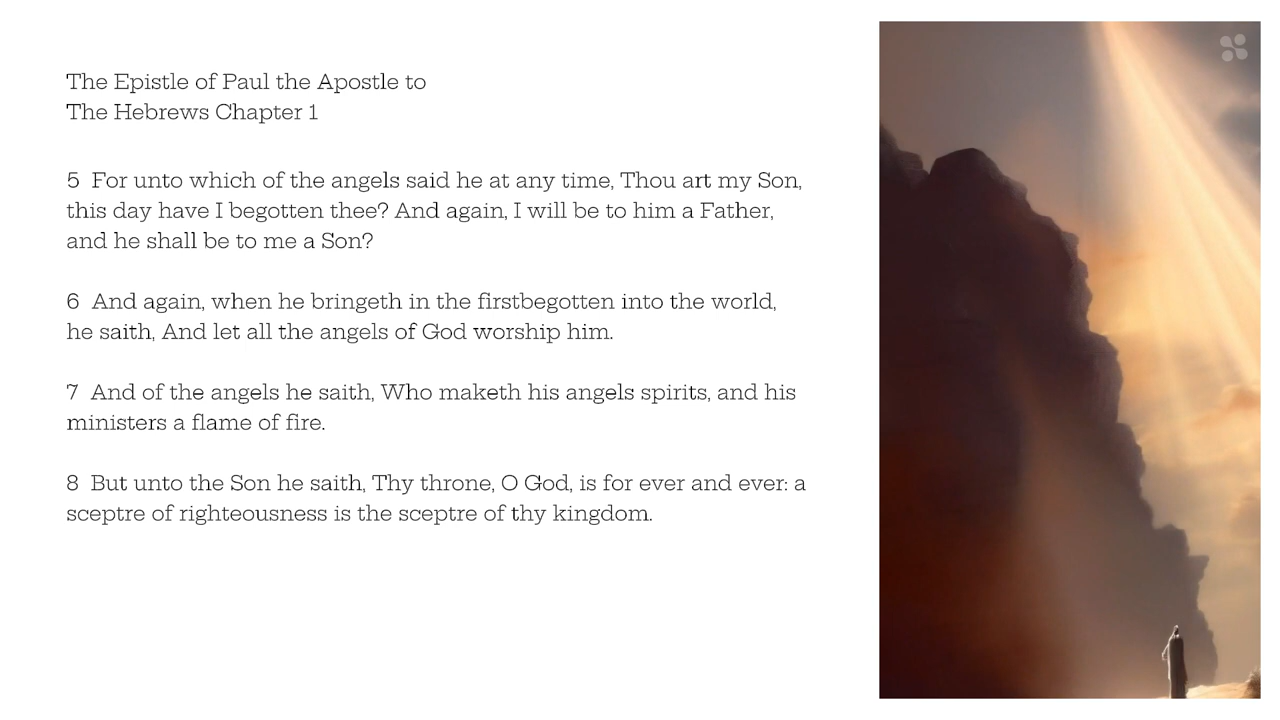 The Epistle of Paul the Apostle to
The Hebrews Chapter 1
5 For unto which of the angels said he at any time, Thou art my Son,
this day have I begotten thee? And again, I will be to him a Father,
and he shall be to me a Son?
6 And again, when he bringeth in the firstbegotten into the world,
he saith, And let all the angels of God worship him.
7 And of the angels he saith, Who maketh his angels spirits, and his
ministers a flame of fire.
8 But unto the Son he saith, Thy throne, O God, is for ever and ever: a
sceptre of righteousness is the sceptre of thy kingdom.